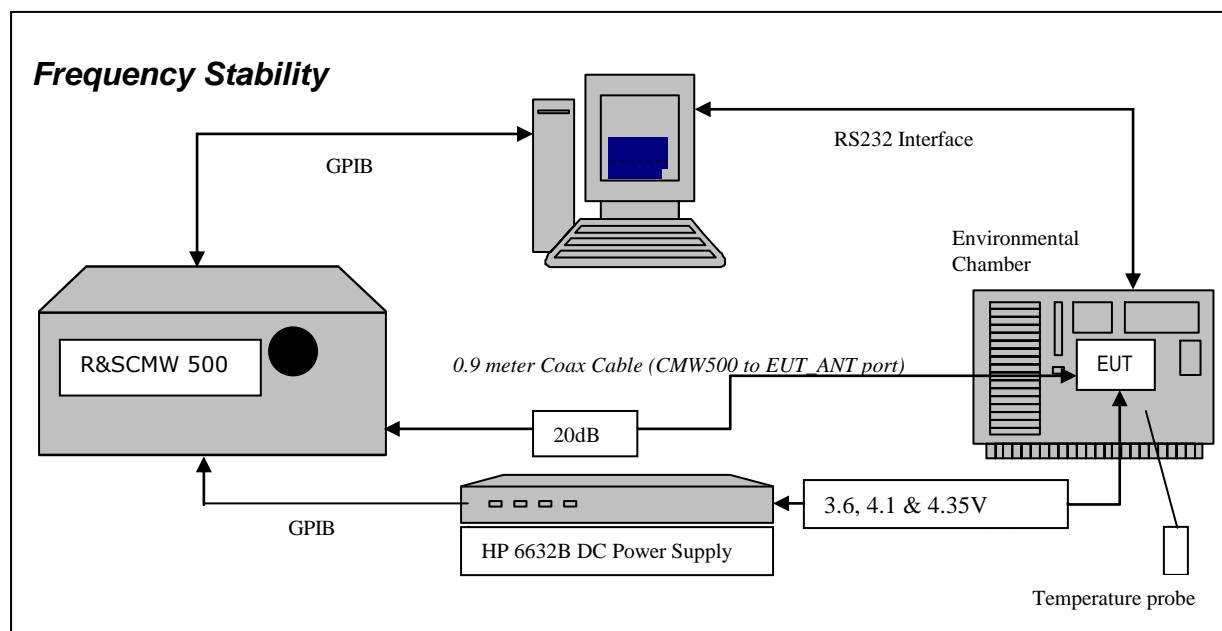 Frequency Stability
GPIB
RS232 Interface
Environmental
Chamber
R&SCMW 500
0.9 meter Coax Cable (CMW500 to EUT_ANT port)
EUT
20dB
GPIB
3.6, 4.1 & 4.35V
HP 6632B DC Power Supply
Temperature probe